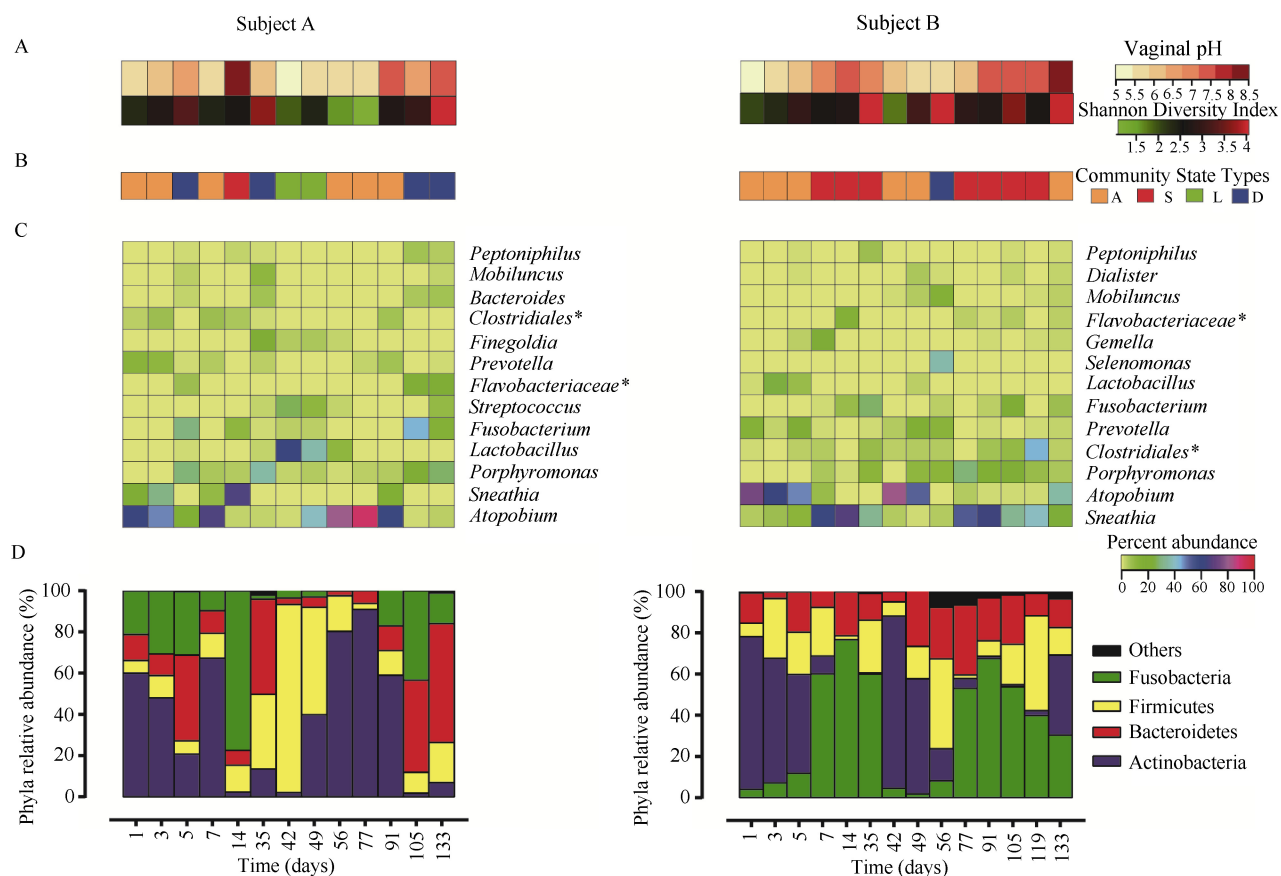 Subject A
Subject B
A
Vaginal pH
5 5.5 6 6.5 7 7.5 8 8.5
Shannon Diversity Index
1.5 2 2.5 3 3.5 4
B
Community State Types
A S L D
C
Peptoniphilus
Mobiluncus
Bacteroides
Clostridiales*
Finegoldia
Prevotella
Flavobacteriaceae*
Streptococcus
Fusobacterium
Lactobacillus
Porphyromonas
Sneathia
Atopobium
Peptoniphilus
Dialister
Mobiluncus
Flavobacteriaceae*
Gemella
Selenomonas
Lactobacillus
Fusobacterium
Prevotella
Clostridiales*
Porphyromonas
Atopobium
Sneathia
Percent abundance
0 20 40 60 80 100
D
Phyla relative abundance (%)
100
80
60
40
20
0
1 3 5 7 14 35 42 49 56 77 91 105 133
Time (days)
Phyla relative abundance (%)
100
80
60
40
20
0
1 3 5 7 14 35 42 49 56 77 91 105 119 133
Time (days)
Others
Fusobacteria
Firmicutes
Bacteroidetes
Actinobacteria